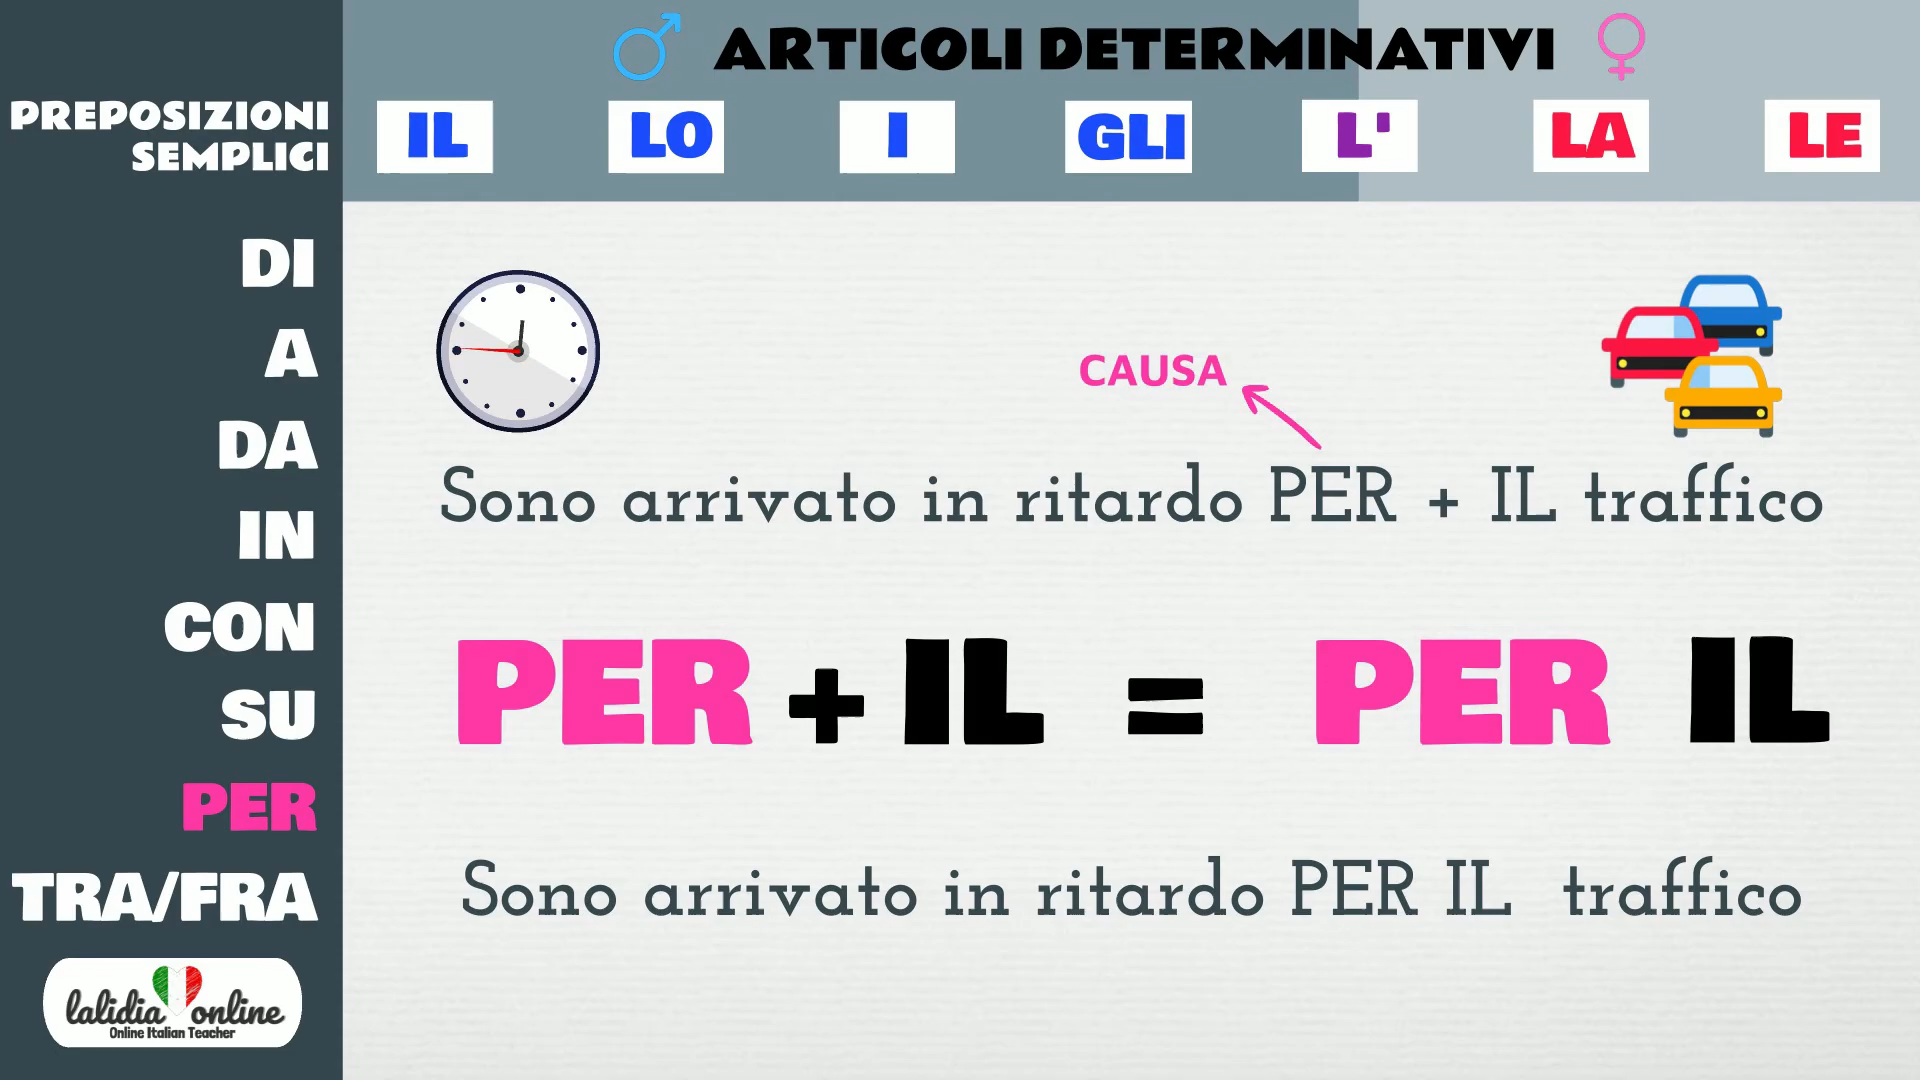 ARTICOLI DETERMINATIVI
PREPOSIZIONI
SEMPLICI
IL LO I GLI L' LA LE
DI
A
DA
IN
CON
SU
PER
TRA/FRA
CAUSA
Sono arrivato in ritardo PER + IL traffico
PER + IL = PER IL
Sono arrivato in ritardo PER IL traffico
lalidia online
Online Italian Teacher